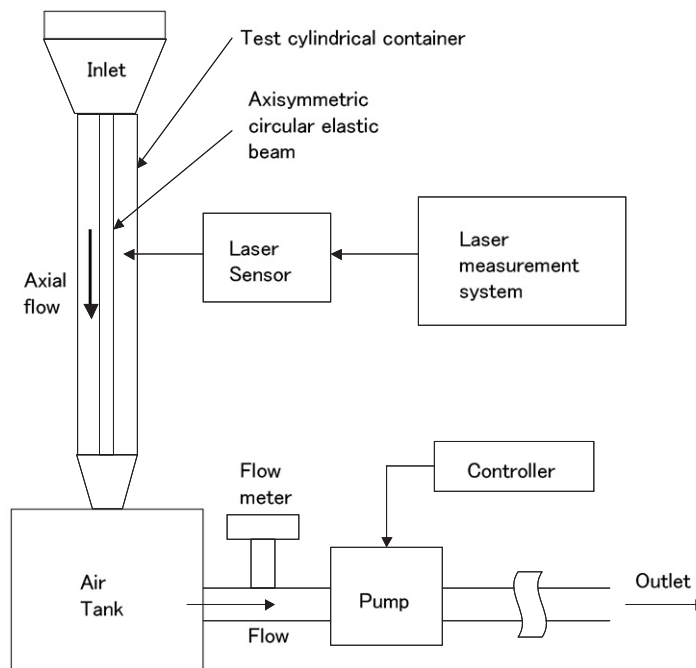 Inlet
Test cylindrical container
Axisymmetric
circular elastic
beam
Laser
Sensor
Laser
measurement
system
Axial
flow
Flow
meter
Controller
Air
Tank
Flow
Pump
Outlet